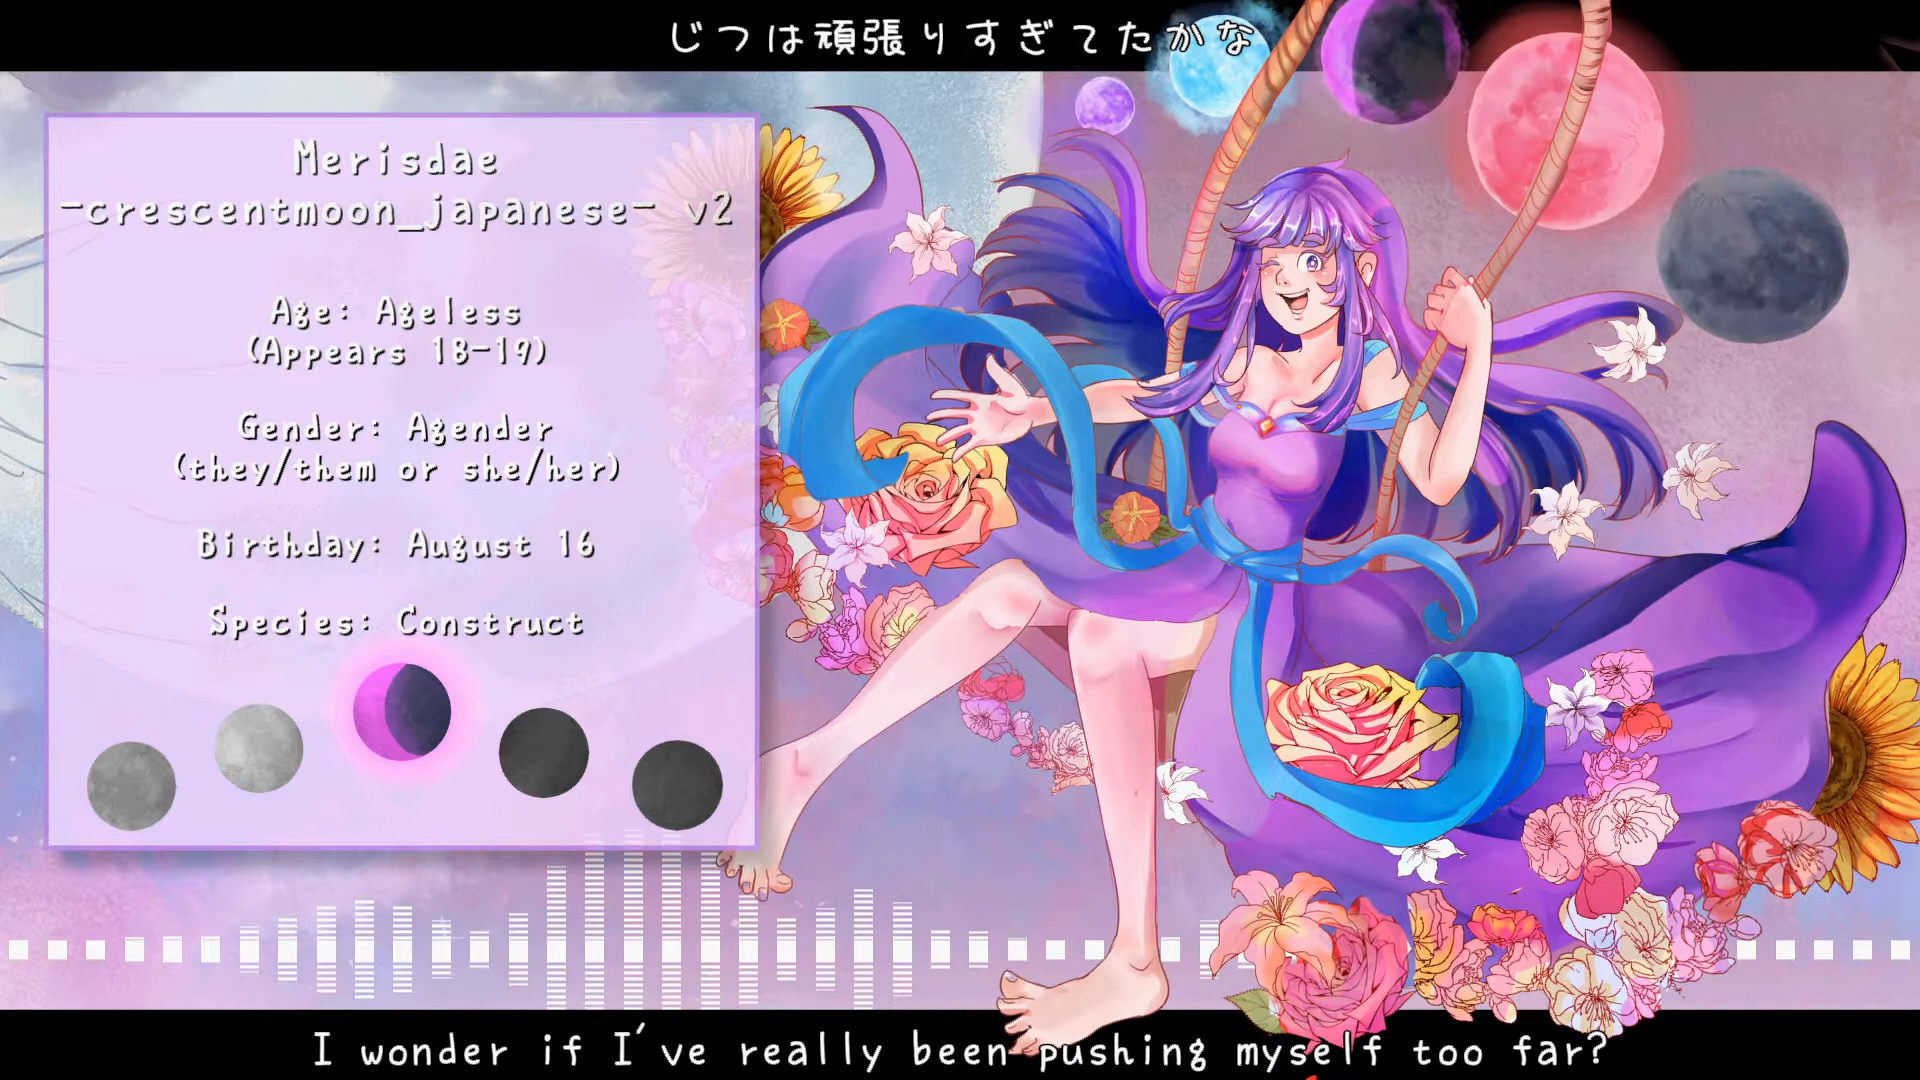 じつは頑張りすぎてたかな
Merisdae
-crescentmoon_japanese- v2
Age: Ageless
(Appears 18-19)
Gender: Agender
(they/them or she/her)
Birthday: August 16
Species: Construct
I wonder if I've really been pushing myself too far?